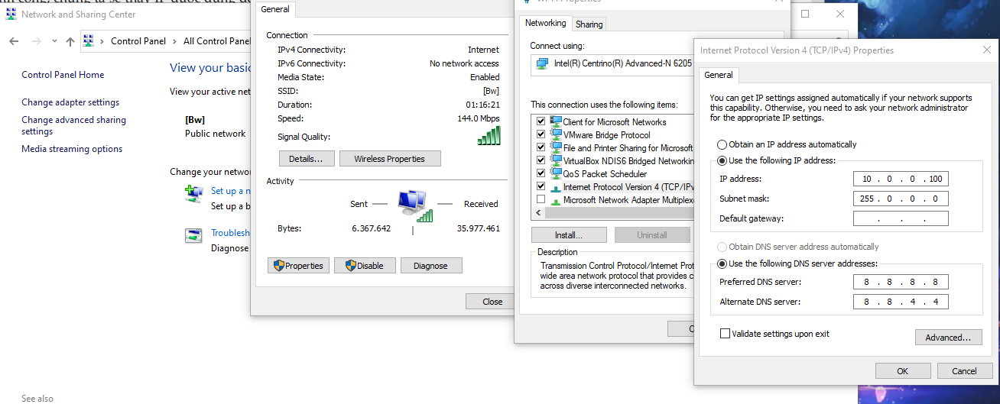 Network and Sharing Center
Control Panel
All Control Panel
Control Panel Home
Change adapter settings
Change advanced sharing
settings
Media streaming options
See also
View your basic
View your active net
[Bw]
Public network
Change your network
Set up a n
Set up a b
Troublesh
Diagnose
General
Connection
IPv4 Connectivity: Internet
IPv6 Connectivity: No network access
Media State: Enabled
SSID: [Bw]
Duration: 01:16:21
Speed: 144.0 Mbps
Signal Quality:
Details... Wireless Properties
Activity
Sent Received
Bytes: 6.367.642 35.977.461
Properties Disable Diagnose
Close
Wi-Fi Properties
Networking Sharing
Connect using:
Intel(R) Centrino(R) Advanced-N 6205
This connection uses the following items:
Client for Microsoft Networks
VMware Bridge Protocol
File and Printer Sharing for Microsoft
VirtualBox NDIS6 Bridged Networkin
QoS Packet Scheduler
Internet Protocol Version 4 (TCP/IPv
Microsoft Network Adapter Multiplex
Install... Uninstall
Description
Transmission Control Protocol/Internet Prot
wide area network protocol that provides c
across diverse interconnected networks.
Internet Protocol Version 4 (TCP/IPv4) Properties
General
You can get IP settings assigned automatically if your network supports
this capability. Otherwise, you need to ask your network administrator
for the appropriate IP settings.
Obtain an IP address automatically
Use the following IP address:
IP address: 10 . 0 . 0 . 100
Subnet mask: 255 . 0 . 0 . 0
Default gateway: . . .
Obtain DNS server address automatically
Use the following DNS server addresses:
Preferred DNS server: 8 . 8 . 8 . 8
Alternate DNS server: 8 . 8 . 4 . 4
Validate settings upon exit
Advanced...
OK Cancel